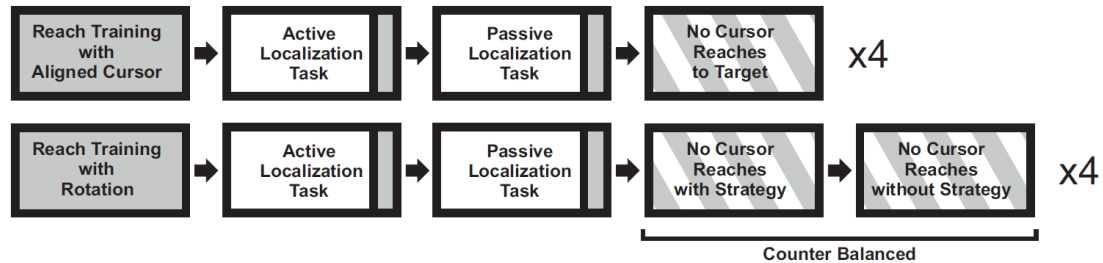 Reach Training
with
Aligned Cursor
Active
Localization
Task
Passive
Localization
Task
No Cursor
Reaches
to Target
x4
Reach Training
with
Rotation
Active
Localization
Task
Passive
Localization
Task
No Cursor
Reaches
with Strategy
No Cursor
Reaches
without Strategy
x4
Counter Balanced